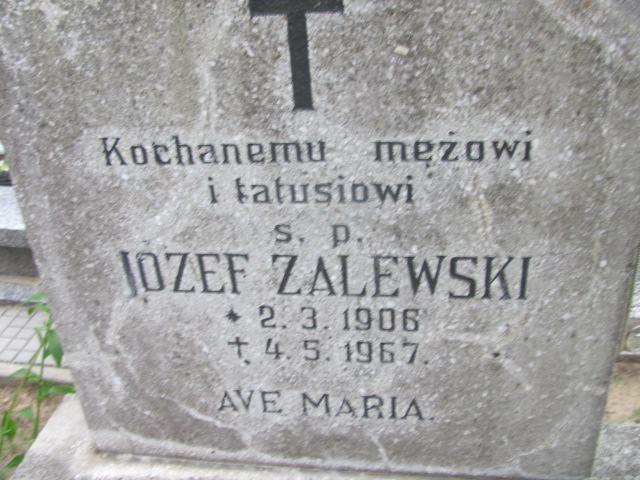 Kochanemu mężowi
i tatusiowi
s. p.
JÓZEF ZALEWSKI
* 2. 3. 1906
† 4. 5. 1967.
AVE MARIA.